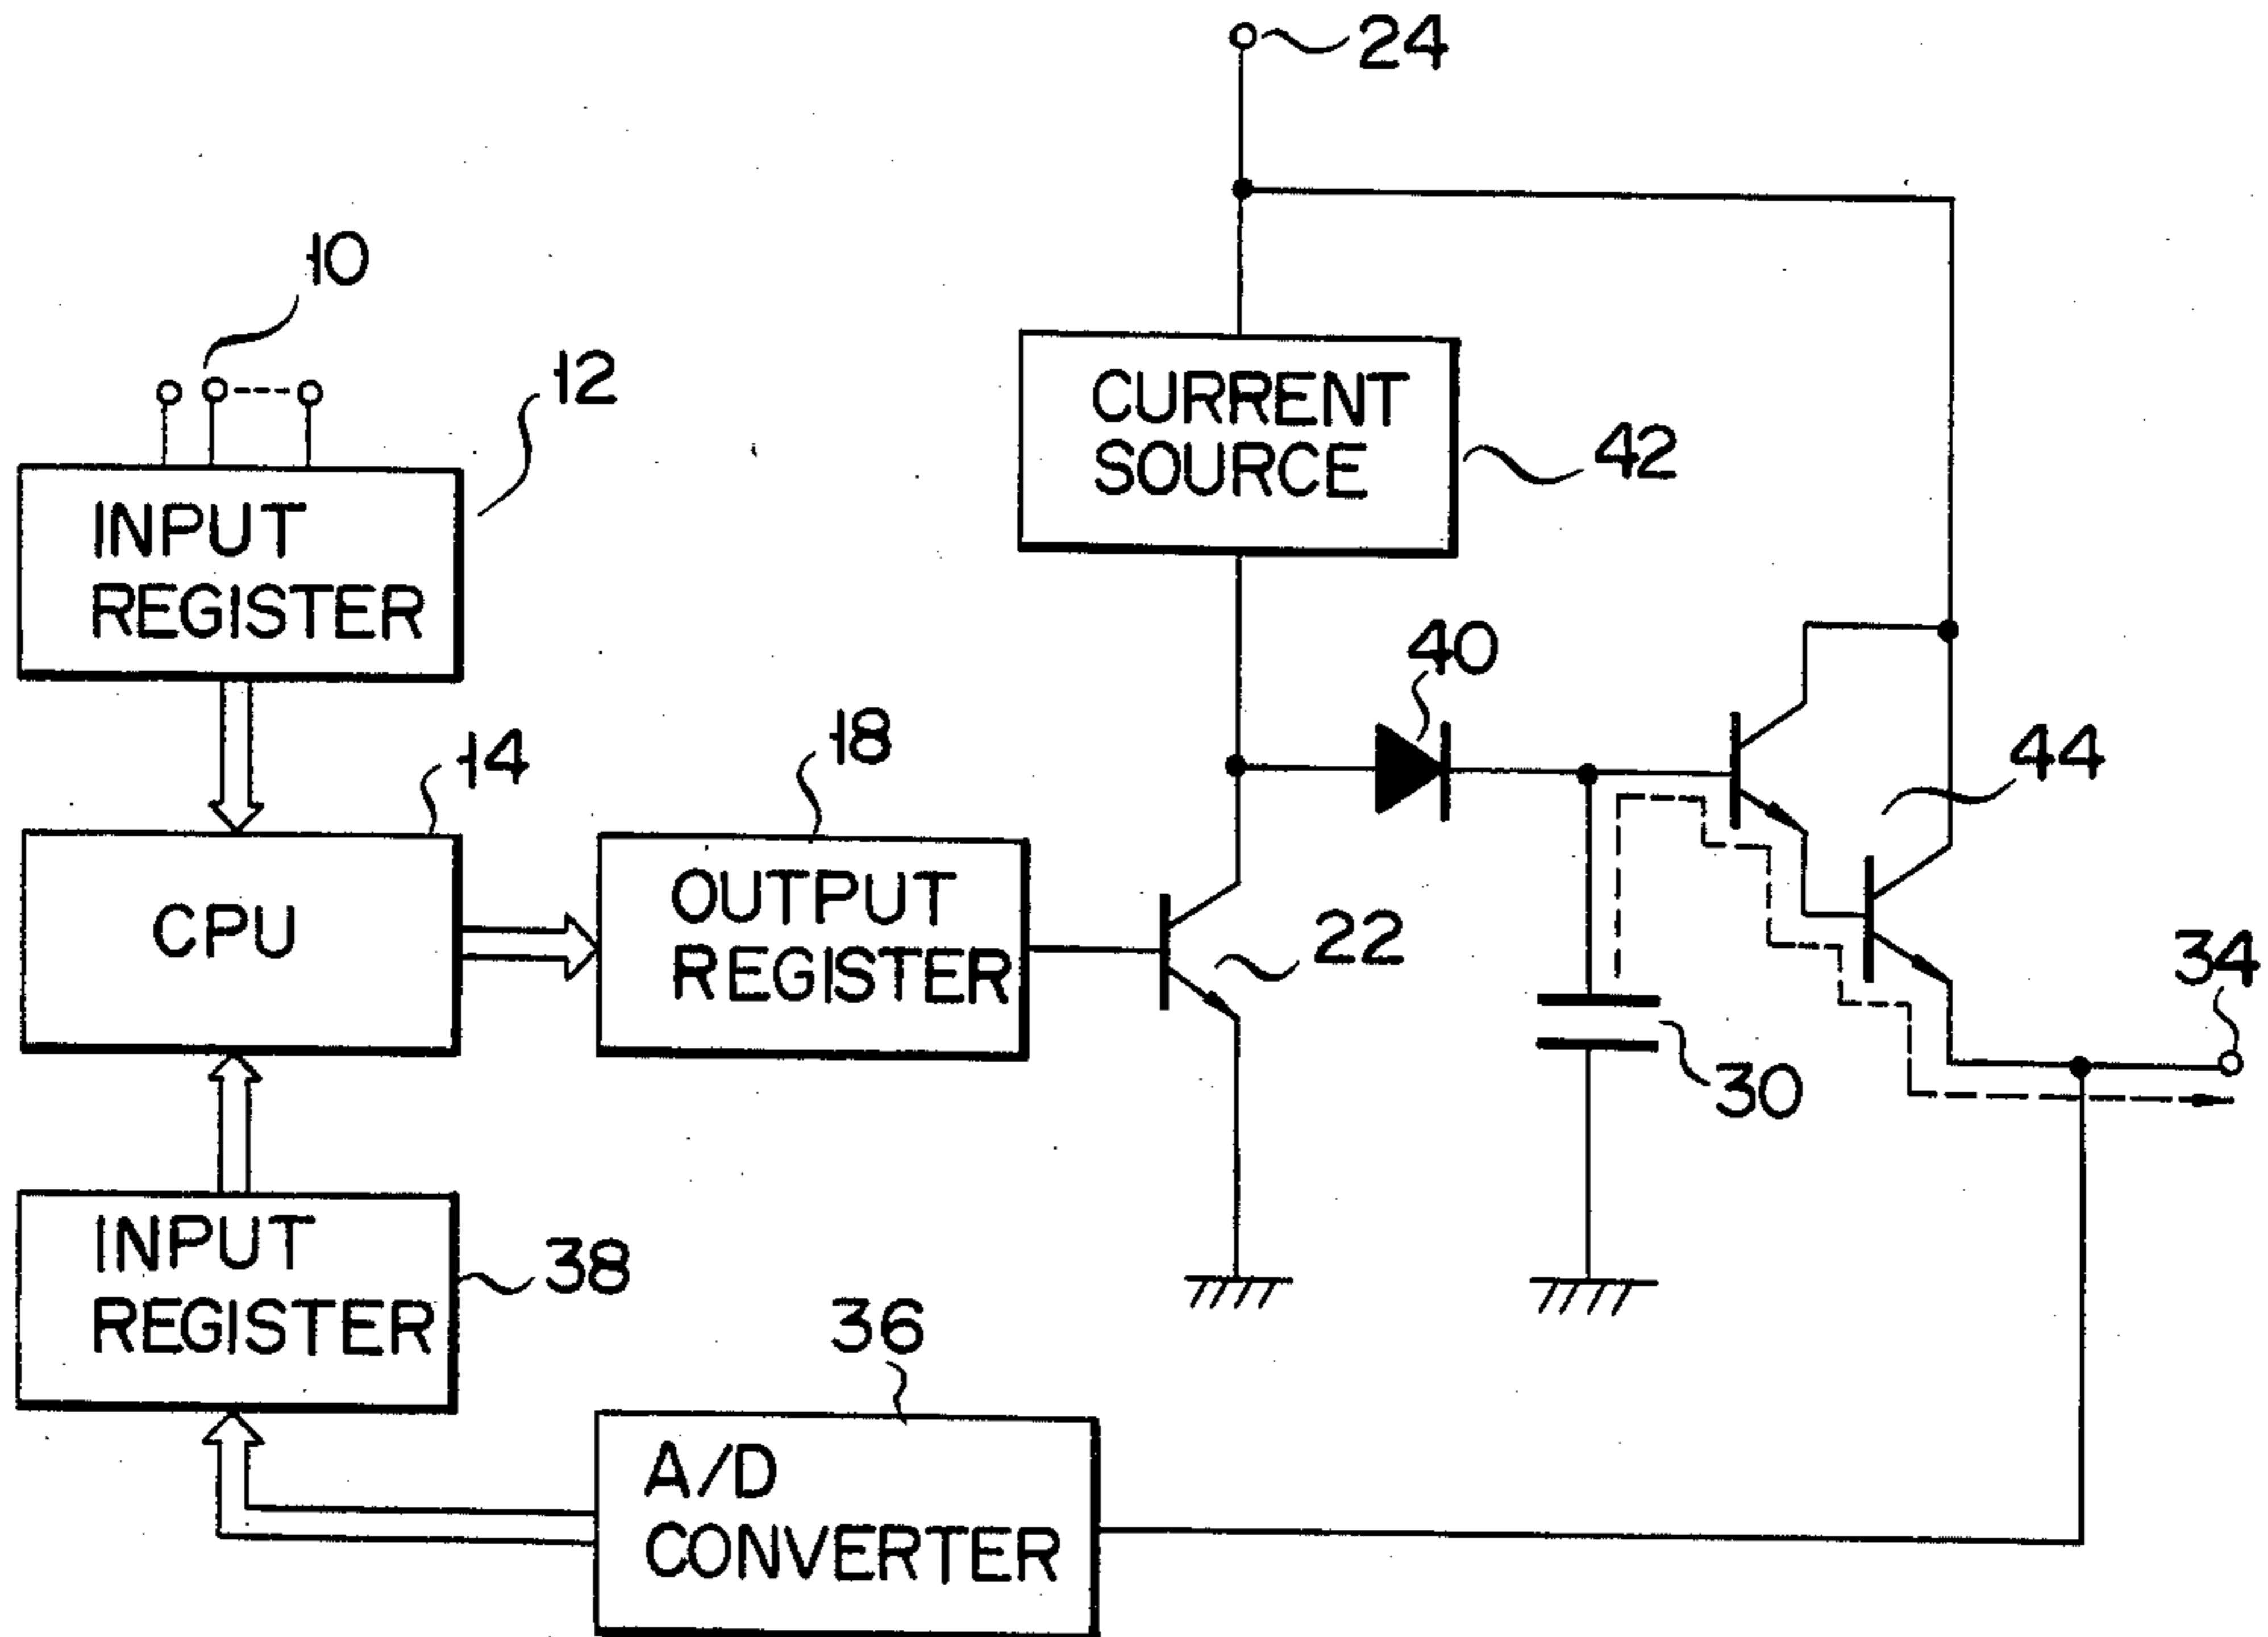 24
10
12
CURRENT
SOURCE
42
INPUT
REGISTER
40
14
18
44
CPU
OUTPUT
REGISTER
22
34
30
INPUT
REGISTER
38
36
A/D
CONVERTER